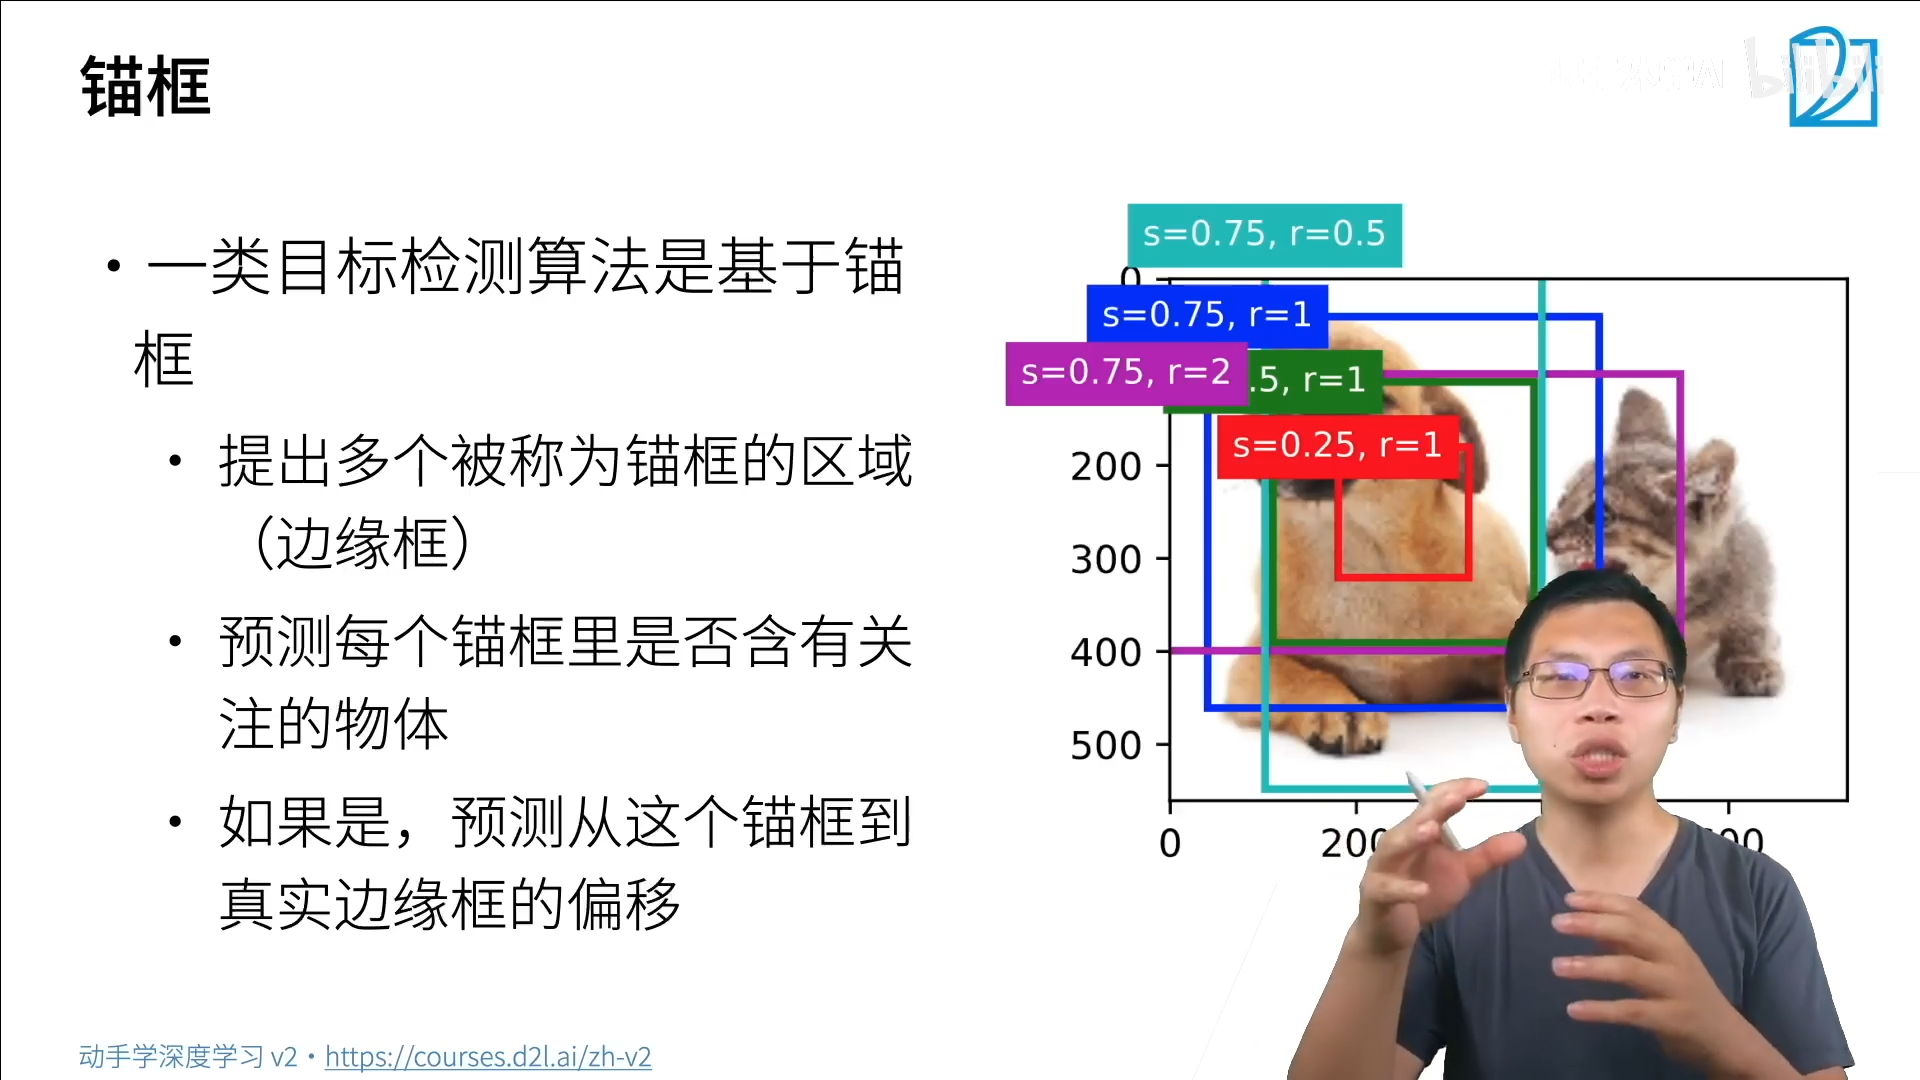 锚框
bilibili
• 一类目标检测算法是基于锚
框
• 提出多个被称为锚框的区域
（边缘框）
• 预测每个锚框里是否含有关
注的物体
• 如果是，预测从这个锚框到
真实边缘框的偏移
s=0.75, r=0.5
s=0.75, r=1
s=0.75, r=2
.5, r=1
s=0.25, r=1
0
200
300
400
500
0
动手学深度学习 v2 • https://courses.d2l.ai/zh-v2